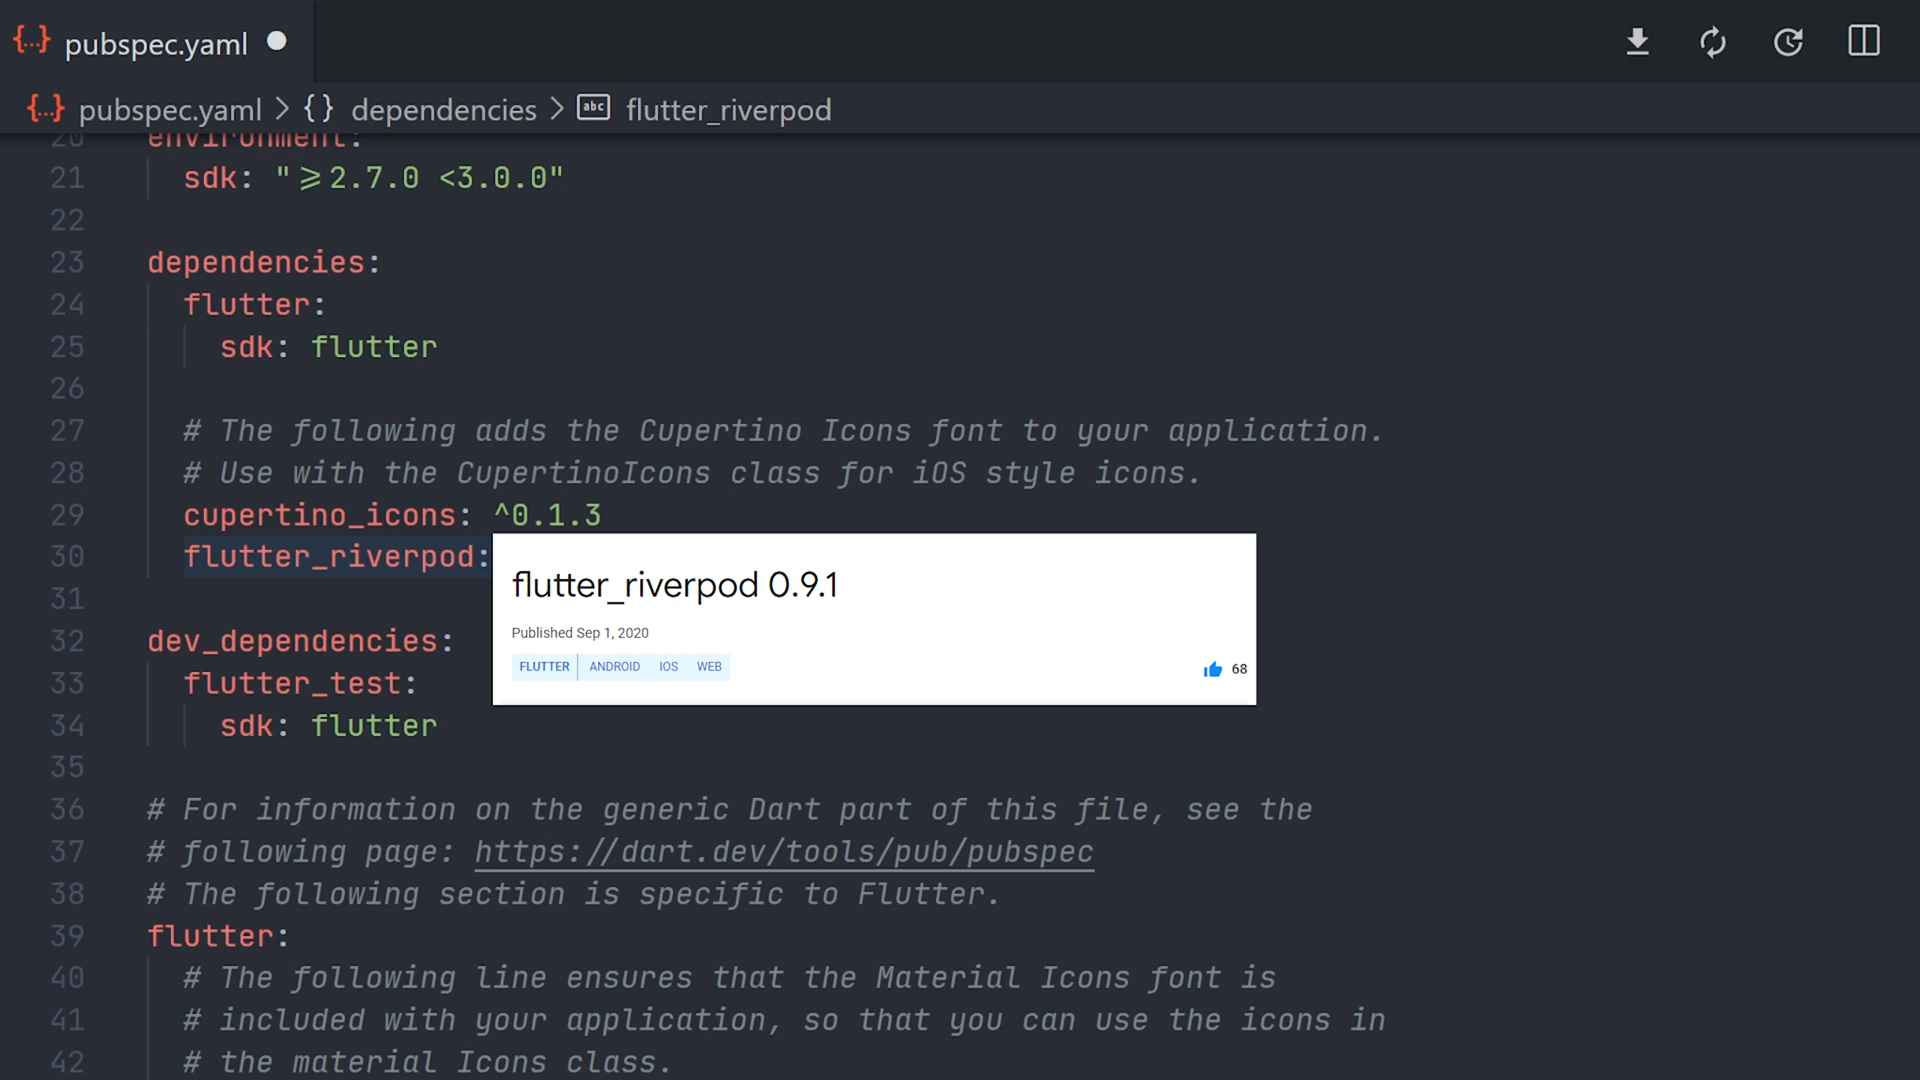 pubspec.yaml
pubspec.yaml > {} dependencies > abc flutter_riverpod
20 environment:
21 sdk: ">=2.7.0 <3.0.0"
22
23 dependencies:
24 flutter:
25 sdk: flutter
26
27 # The following adds the Cupertino Icons font to your application.
28 # Use with the CupertinoIcons class for iOS style icons.
29 cupertino_icons: ^0.1.3
30 flutter_riverpod:
flutter_riverpod 0.9.1
Published Sep 1, 2020
FLUTTER ANDROID IOS WEB
68
31
32 dev_dependencies:
33 flutter_test:
34 sdk: flutter
35
36 # For information on the generic Dart part of this file, see the
37 # following page: https://dart.dev/tools/pub/pubspec
38 # The following section is specific to Flutter.
39 flutter:
40 # The following line ensures that the Material Icons font is
41 # included with your application, so that you can use the icons in
42 # the material Icons class.